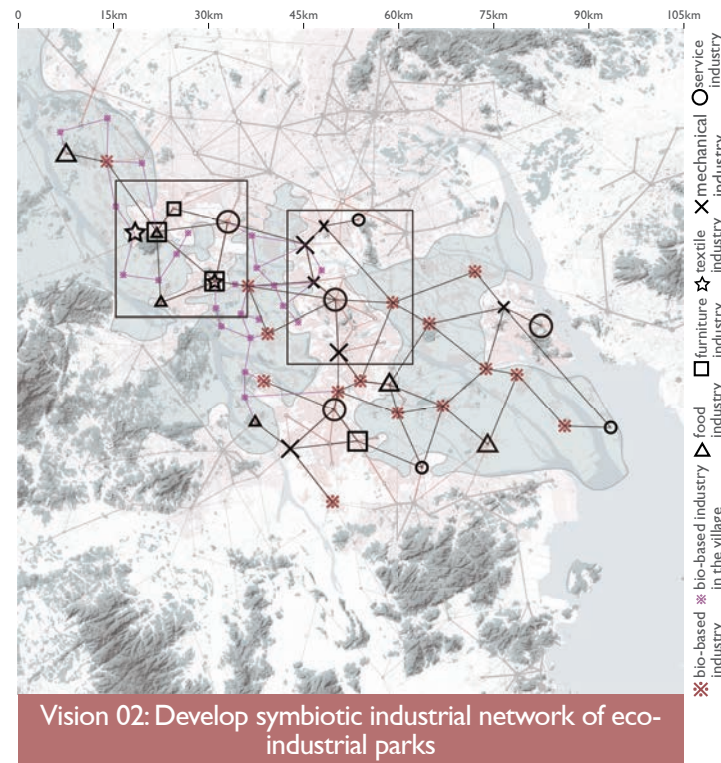 0 15km 30km 45km 60km 75km 90km 105km
service
industry
mechanical
industry
textile
industry
furniture
industry
food
industry
bio-based industry
in the village
bio-based
industry
Vision 02: Develop symbiotic industrial network of eco-
industrial parks